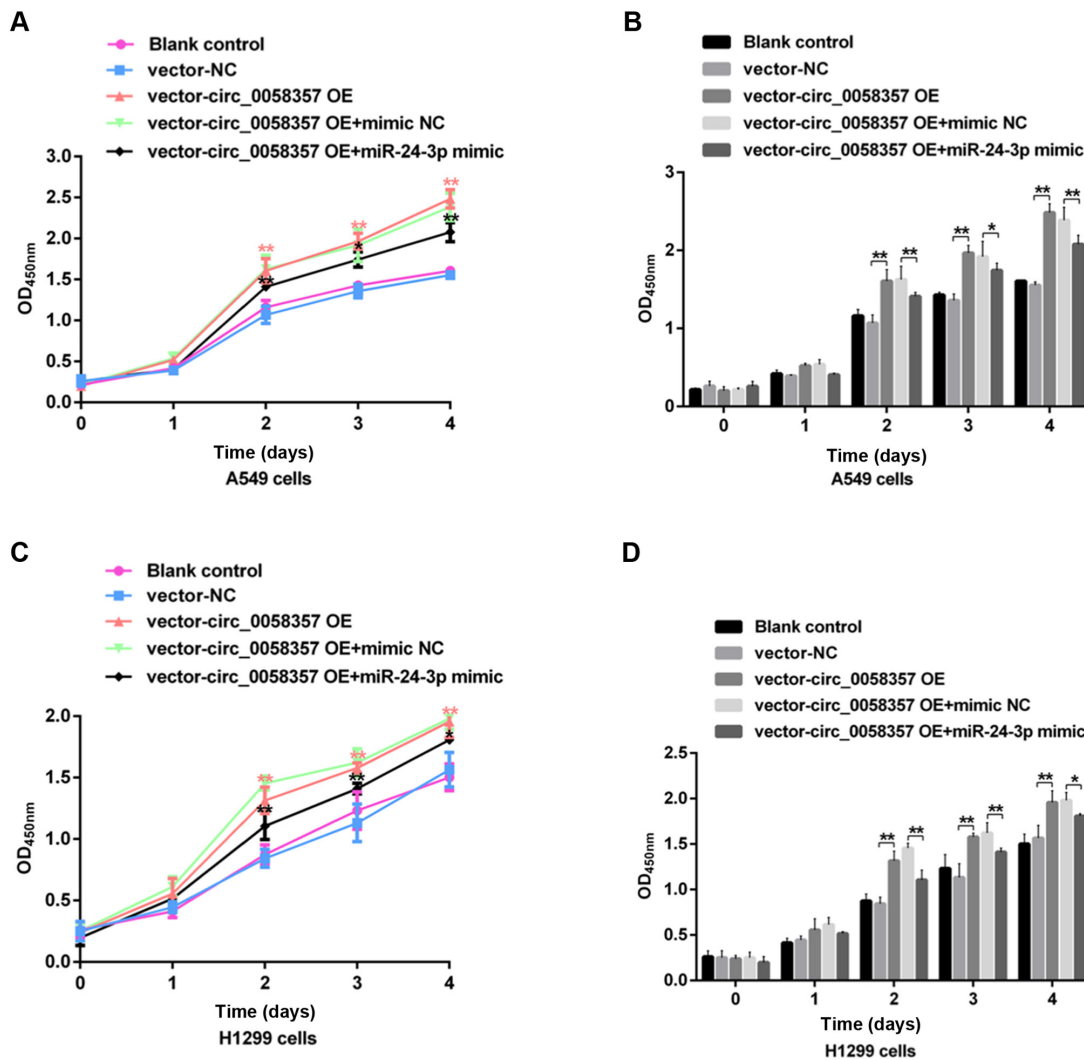 A
Blank control
vector-NC
vector-circ_0058357 OE
vector-circ_0058357 OE+mimic NC
vector-circ_0058357 OE+miR-24-3p mimic
3.0
2.5
2.0
1.5
1.0
0.5
0.0
OD450nm
** ** **
** * **
0 1 2 3 4
Time (days)
A549 cells
B
Blank control
vector-NC
vector-circ_0058357 OE
vector-circ_0058357 OE+mimic NC
vector-circ_0058357 OE+miR-24-3p mimic
3
2
1
0
OD450nm
** ** ** * ** **
0 1 2 3 4
Time (days)
A549 cells
C
Blank control
vector-NC
vector-circ_0058357 OE
vector-circ_0058357 OE+mimic NC
vector-circ_0058357 OE+miR-24-3p mimic
2.0
1.5
1.0
0.5
0.0
OD450nm
** ** **
** ** *
0 1 2 3 4
Time (days)
H1299 cells
D
Blank control
vector-NC
vector-circ_0058357 OE
vector-circ_0058357 OE+mimic NC
vector-circ_0058357 OE+miR-24-3p mimic
2.5
2.0
1.5
1.0
0.5
0.0
OD450nm
** ** ** ** ** *
0 1 2 3 4
Time (days)
H1299 cells